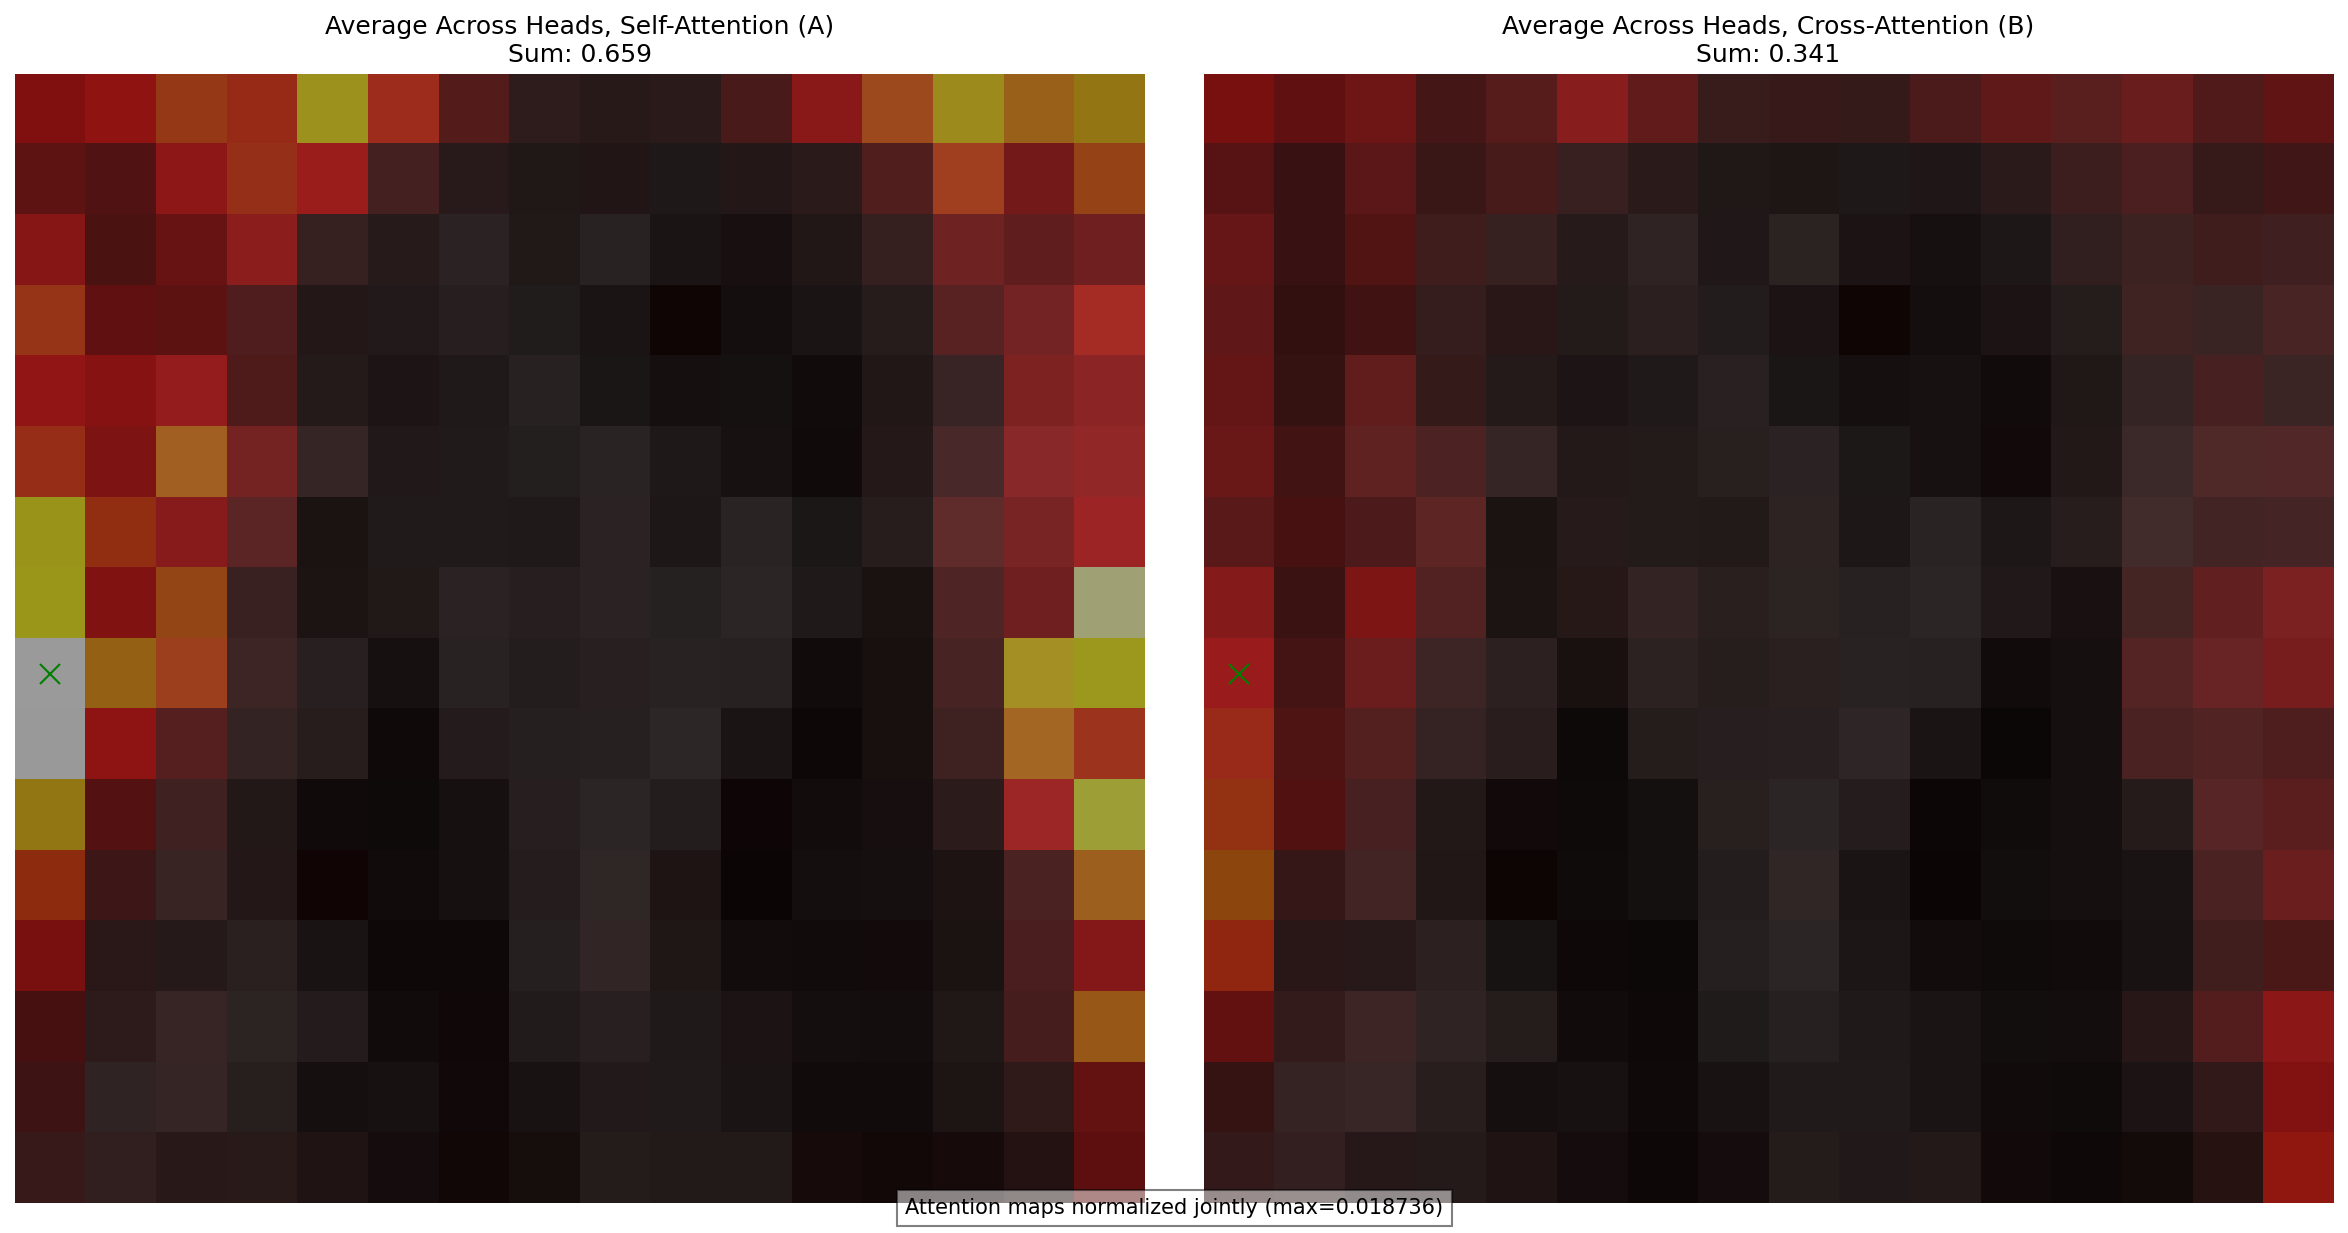 Average Across Heads, Self-Attention (A)
Sum: 0.659
Average Across Heads, Cross-Attention (B)
Sum: 0.341
Attention maps normalized jointly (max=0.018736)